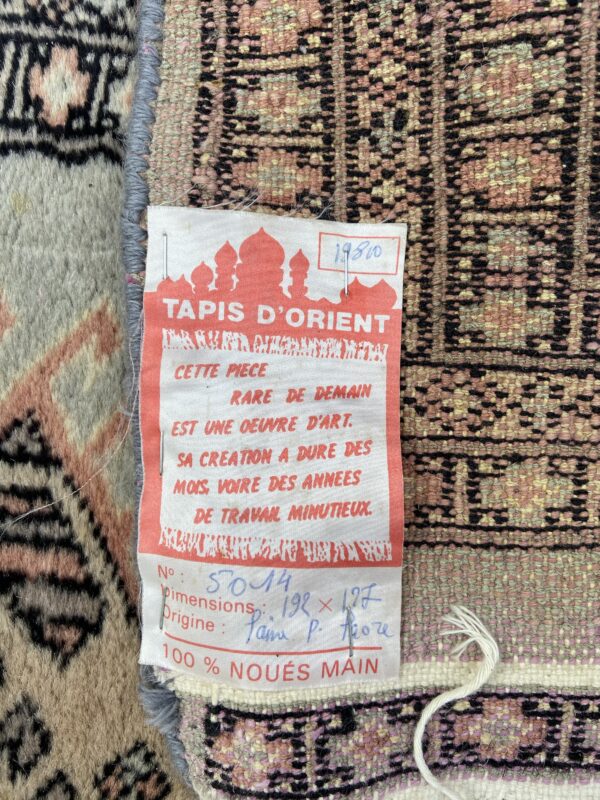 19800
TAPIS D'ORIENT
CETTE PIECE
RARE DE DEMAIN
EST UNE OEUVRE D'ART.
SA CREATION A DURE DES
MOIS, VOIRE DES ANNEES
DE TRAVAIL MINUTIEUX.
N° : 5014
Dimensions : 192 × 127
Origine :
100 % NOUÉS MAIN